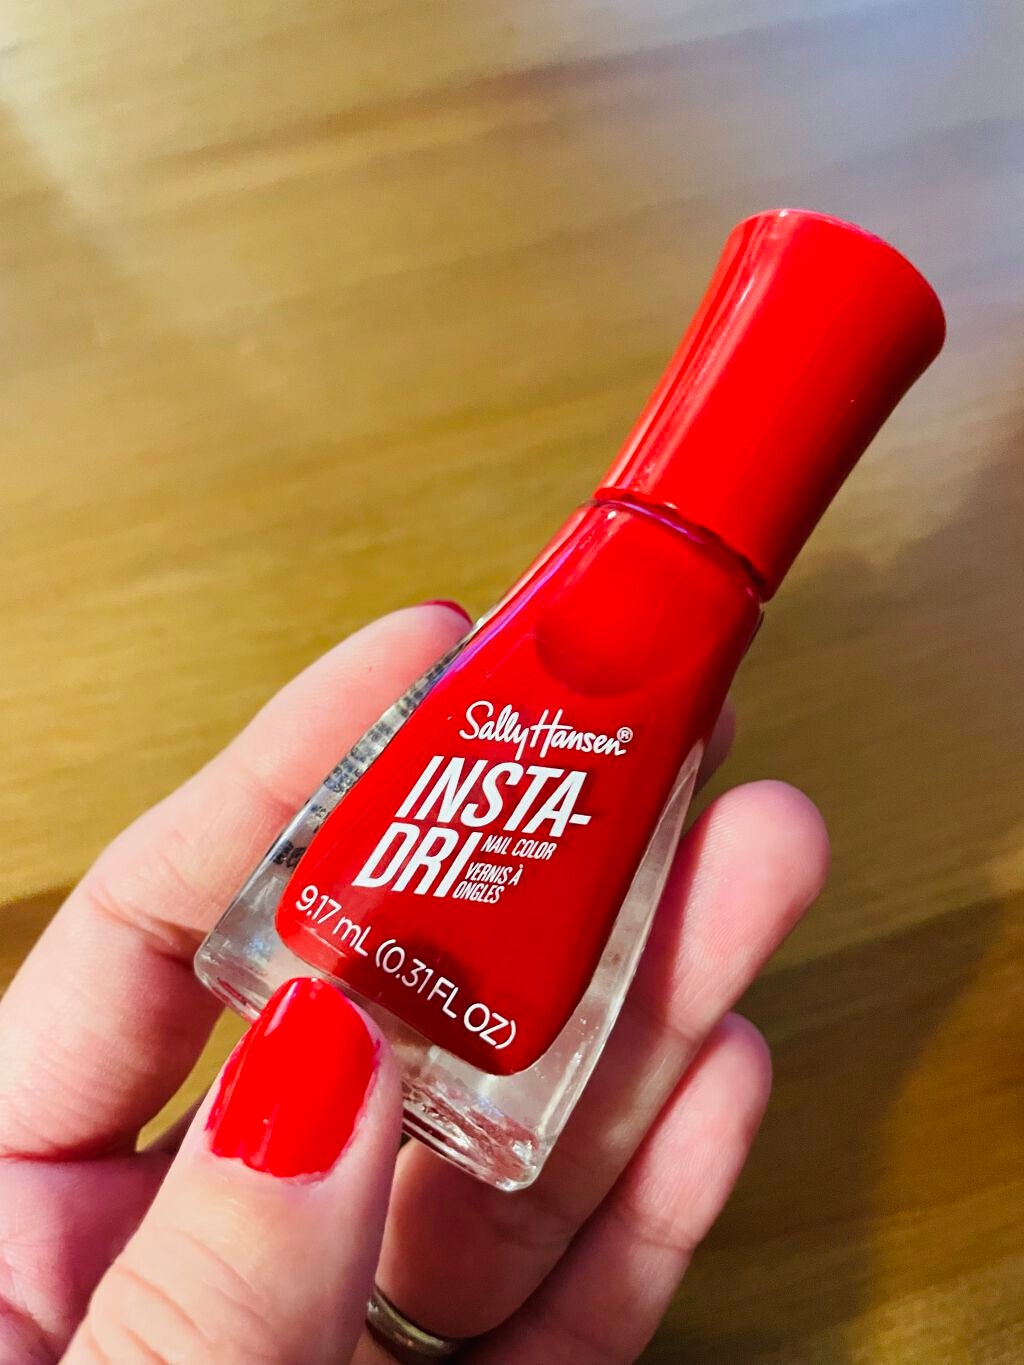 Sally Hansen®
INSTA-
DRI
NAIL COLOR
VERNIS À
ONGLES
9.17 mL (0.31 FL OZ)